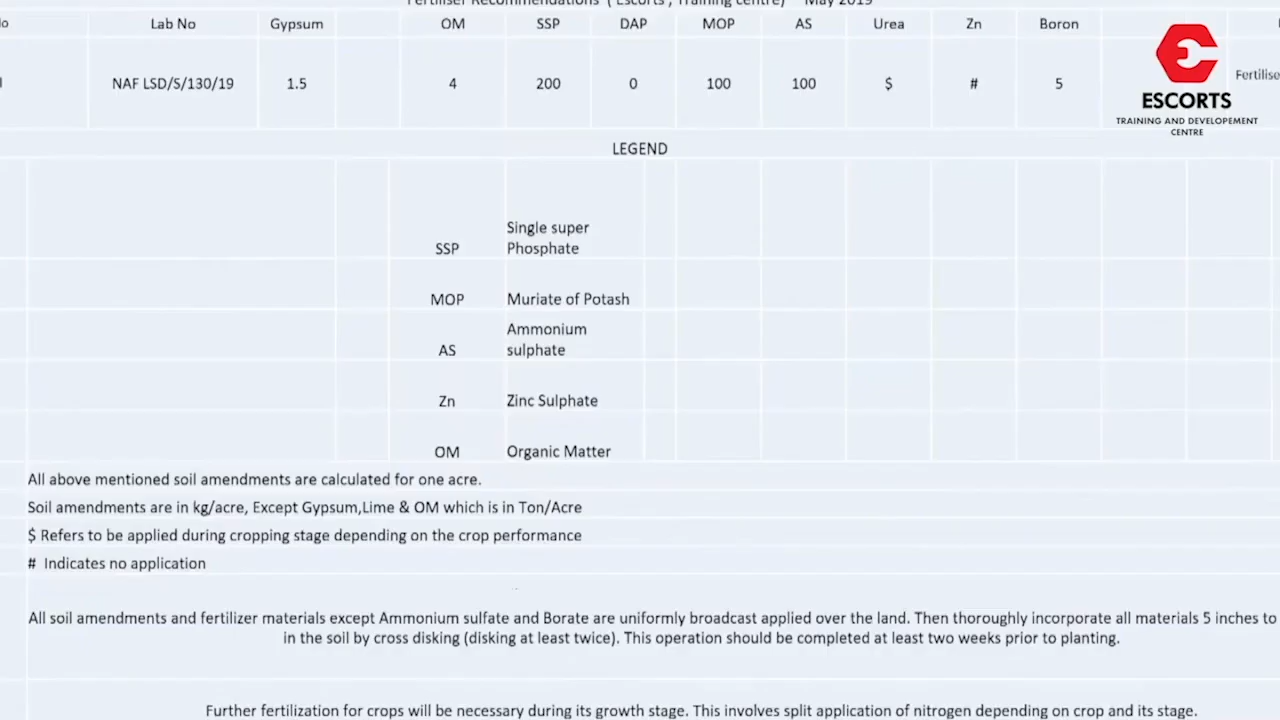 Fertiliser Recommendations ( Escorts , Training centre) May 2019
Lab No Gypsum OM SSP DAP MOP AS Urea Zn Boron
NAF LSD/S/130/19 1.5 4 200 0 100 100 $ # 5
ESCORTS
TRAINING AND DEVELOPEMENT
CENTRE
LEGEND
SSP Single super
Phosphate
MOP Muriate of Potash
AS Ammonium
sulphate
Zn Zinc Sulphate
OM Organic Matter
All above mentioned soil amendments are calculated for one acre.
Soil amendments are in kg/acre, Except Gypsum,Lime & OM which is in Ton/Acre
$ Refers to be applied during cropping stage depending on the crop performance
# Indicates no application
All soil amendments and fertilizer materials except Ammonium sulfate and Borate are uniformly broadcast applied over the land. Then thoroughly incorporate all materials 5 inches to
in the soil by cross disking (disking at least twice). This operation should be completed at least two weeks prior to planting.
Further fertilization for crops will be necessary during its growth stage. This involves split application of nitrogen depending on crop and its stage.